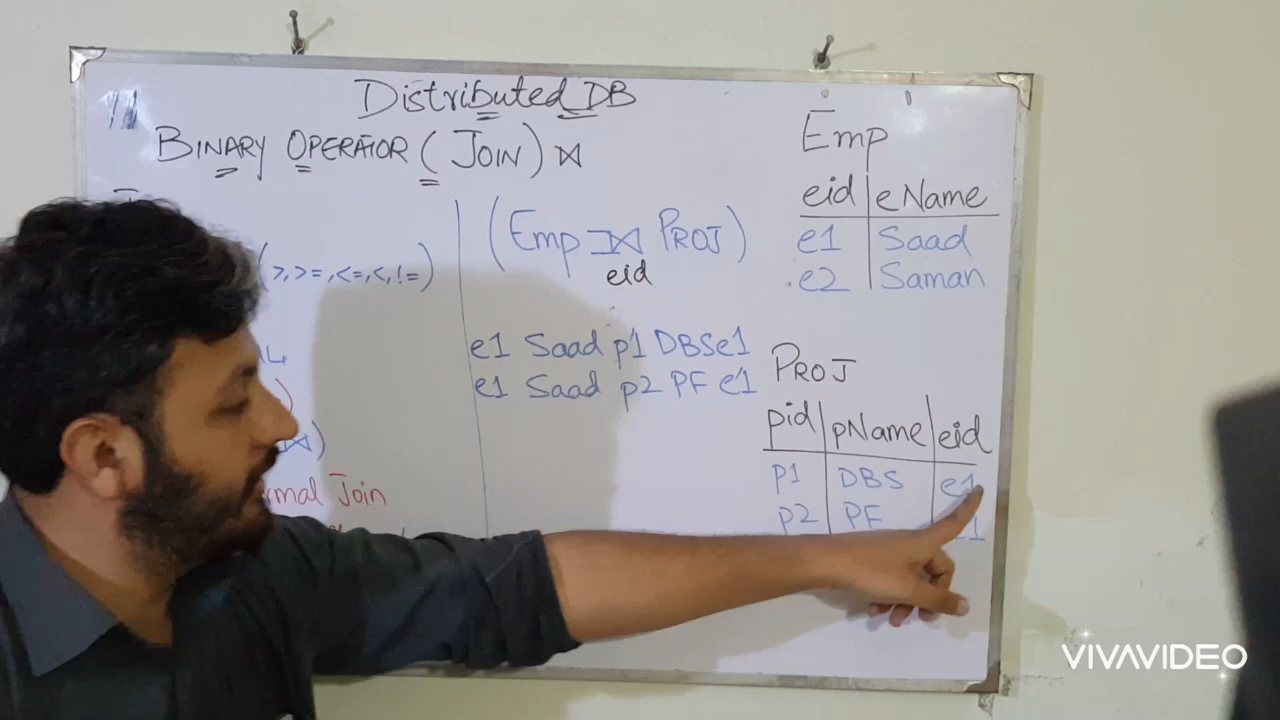 Distributed DB
BINARY OPERATOR (JOIN) ⋈
(>,>=,<=,<,!=)
rmal Join
(Emp ⟕ PROJ)
eid
e1 Saad p1 DBS e1
e1 Saad p2 PF e1
Emp
eid eName
e1 Saad
e2 Saman
PROJ
pid pName eid
p1 DBS e1
p2 PF e1
VIVAVIDEO